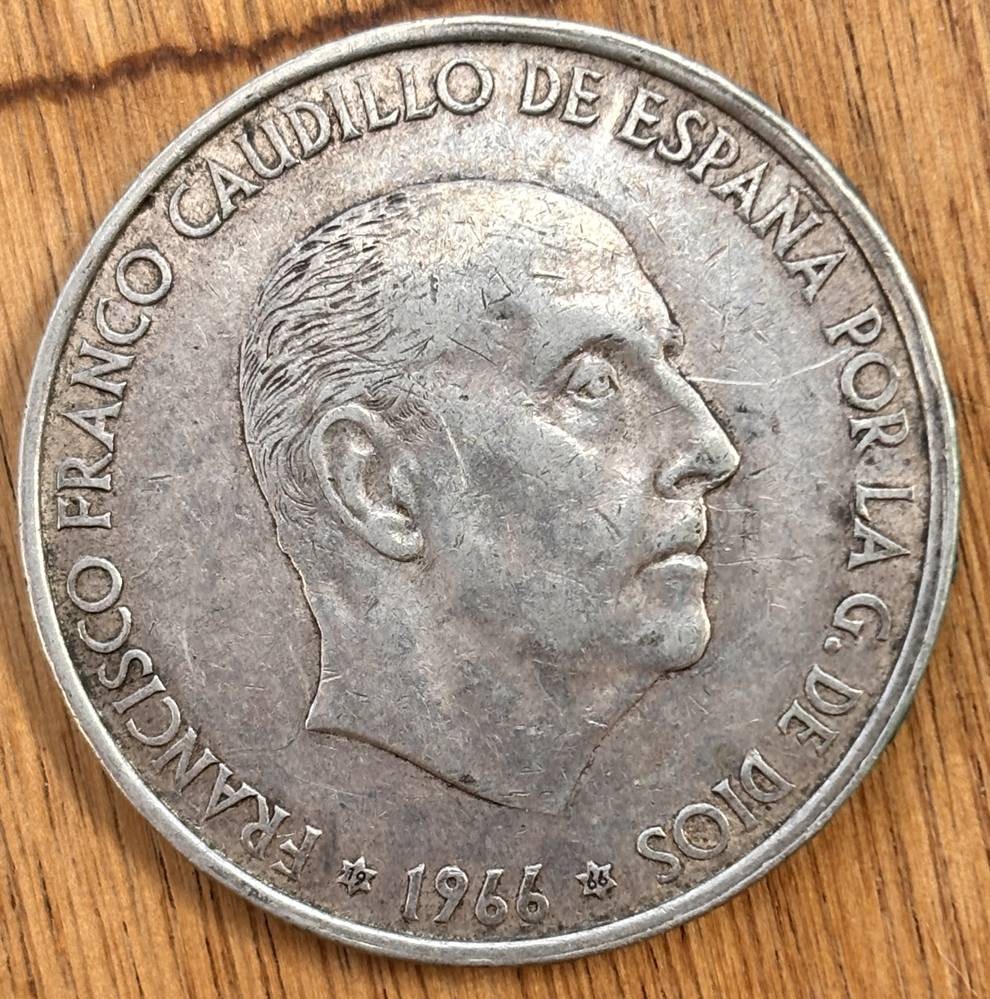 FRANCISCO FRANCO CAUDILLO DE ESPAÑA POR LA G. DE DIOS
19 1966 66